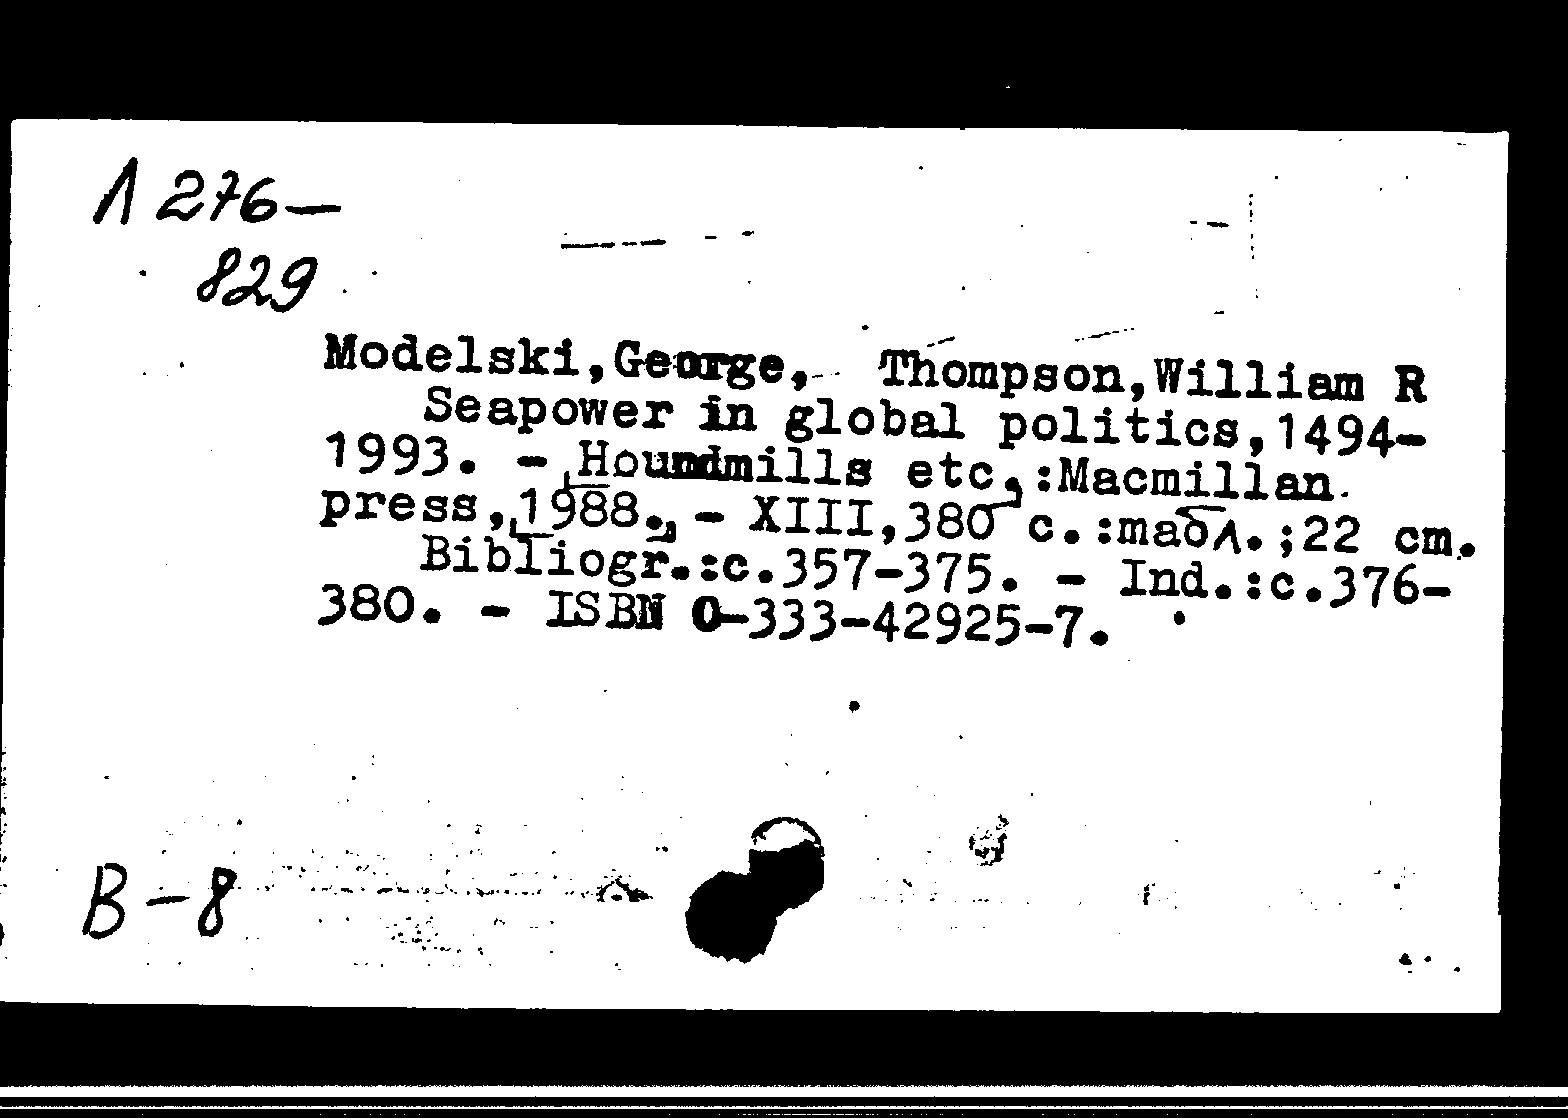 Л 276-
829
Modelski,George, Thompson,William R
Seapower in global politics,1494-
1993. - Houndmills etc.:Macmillan
press,1988. - XIII,380 c.:табл.;22 cm.
Bibliogr.:c.357-375. - Ind.:c.376-
380. - ISBN 0-333-42925-7.
B-8